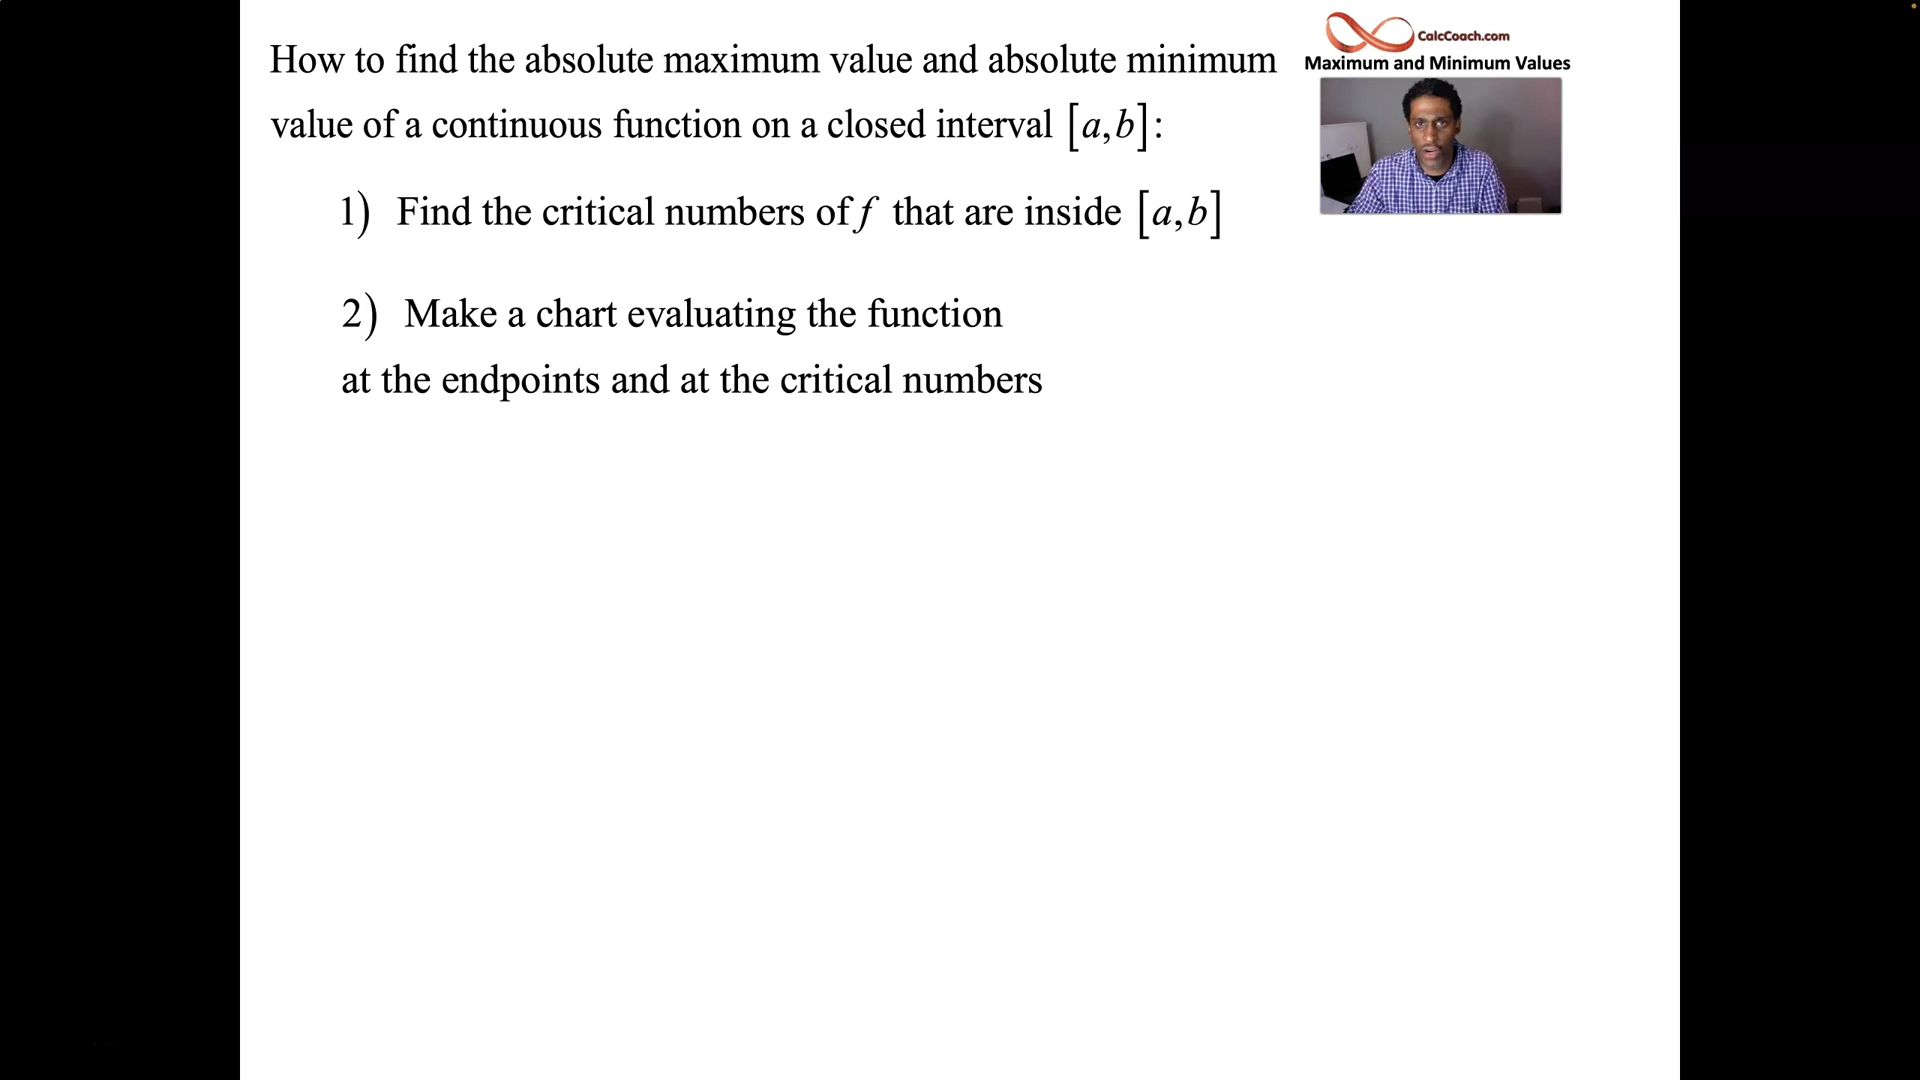 How to find the absolute maximum value and absolute minimum
value of a continuous function on a closed interval [a,b]:
1) Find the critical numbers of f that are inside [a,b]
2) Make a chart evaluating the function
at the endpoints and at the critical numbers
CalcCoach.com
Maximum and Minimum Values